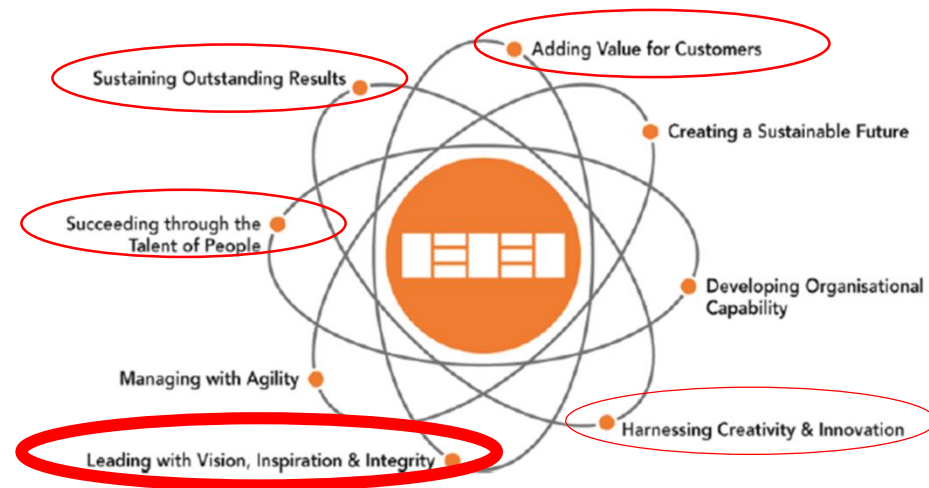 Adding Value for Customers
Sustaining Outstanding Results
Creating a Sustainable Future
Succeeding through the
Talent of People
Developing Organisational
Capability
Managing with Agility
Harnessing Creativity & Innovation
Leading with Vision, Inspiration & Integrity